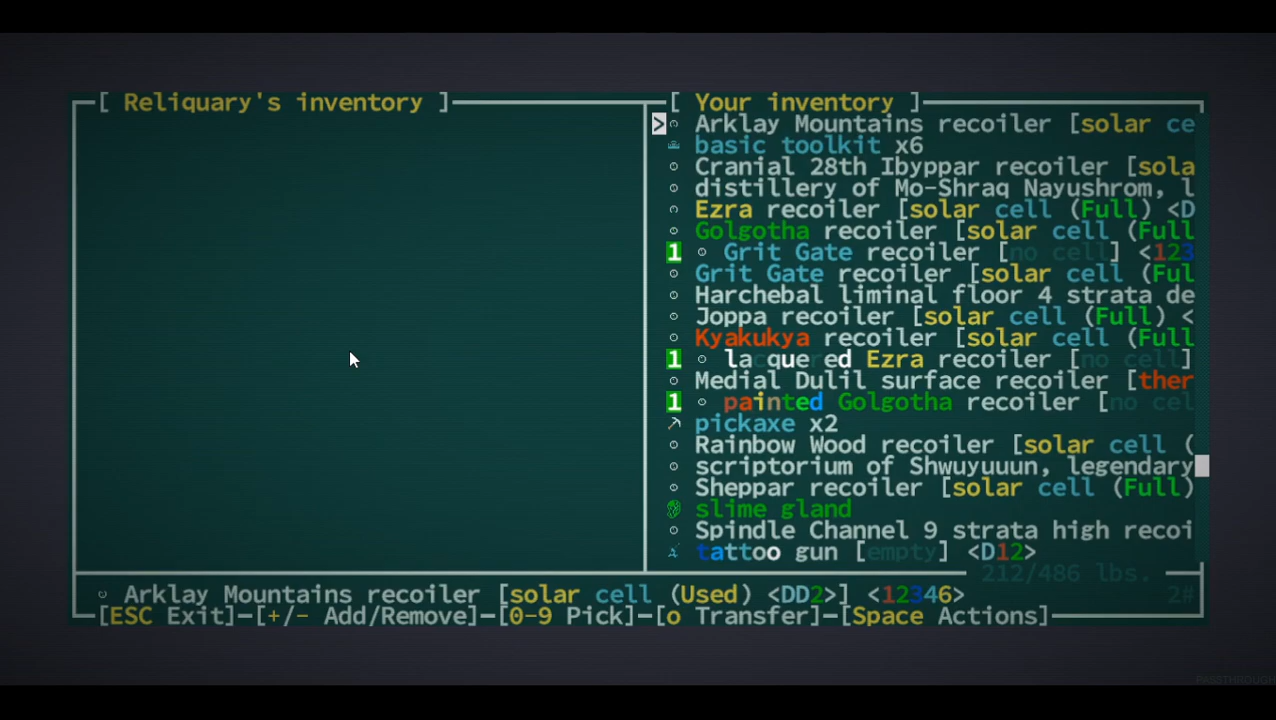 [ Reliquary's inventory ]
[ Your inventory ]
> Arklay Mountains recoiler [solar ce
basic toolkit x6
Cranial 28th Ibyppar recoiler [sola
distillery of Mo-Shraq Nayushrom, l
Ezra recoiler [solar cell (Full) <D
Golgotha recoiler [solar cell (Full
1 Grit Gate recoiler [no cell] <123
Grit Gate recoiler [solar cell (Ful
Harchebal liminal floor 4 strata de
Joppa recoiler [solar cell (Full) <
Kyakukya recoiler [solar cell (Full
1 lacquered Ezra recoiler [no cell]
Medial Dulil surface recoiler [ther
1 painted Golgotha recoiler [no cel
pickaxe x2
Rainbow Wood recoiler [solar cell (
scriptorium of Shwuyuuun, legendary
Sheppar recoiler [solar cell (Full)
slime gland
Spindle Channel 9 strata high recoi
tattoo gun [empty] <D12>
212/486 lbs.
Arklay Mountains recoiler [solar cell (Used) <DD2>] <12346> 2#
[ESC Exit]–[+/- Add/Remove]–[0-9 Pick]–[o Transfer]–[Space Actions]
PASSTHROUGH